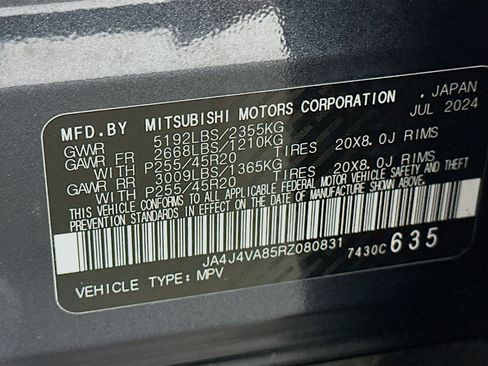 MFD.BY MITSUBISHI MOTORS CORPORATION , JAPAN
GVWR 5192LBS/2355KG JUL 2024
GAWR FR 2668LBS/1210KG
WITH P255/45R20 TIRES 20X8.0J RIMS
GAWR RR 3009LBS/1365KG
WITH P255/45R20 TIRES 20X8.0J RIMS
THIS VEHICLE CONFORMS TO ALL APPLICABLE FEDERAL MOTOR VEHICLE SAFETY AND THEFT
PREVENTION STANDARDS IN EFFECT ON THE DATE OF MANUFACTURE SHOWN ABOVE.
JA4J4VA85RZ080831 7430C 635
VEHICLE TYPE: MPV